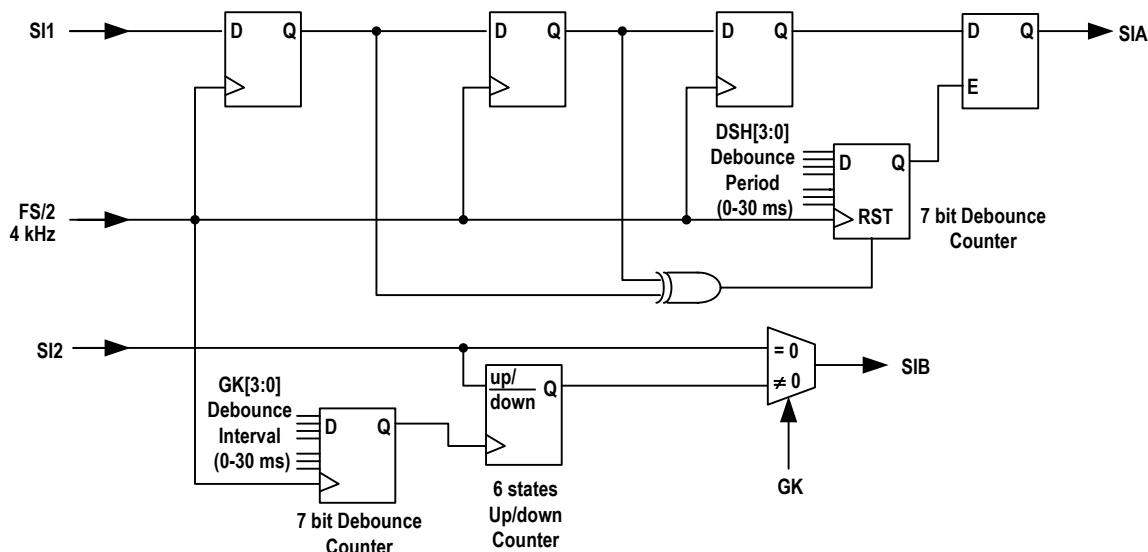 SI1
D Q
D Q
D Q
D Q
E
SIA
DSH[3:0]
Debounce
Period
(0-30 ms)
D Q
RST
7 bit Debounce
Counter
FS/2
4 kHz
SI2
= 0
≠ 0
SIB
GK[3:0]
Debounce
Interval
(0-30 ms)
D Q
7 bit Debounce
Counter
up/
down
Q
6 states
Up/down
Counter
GK